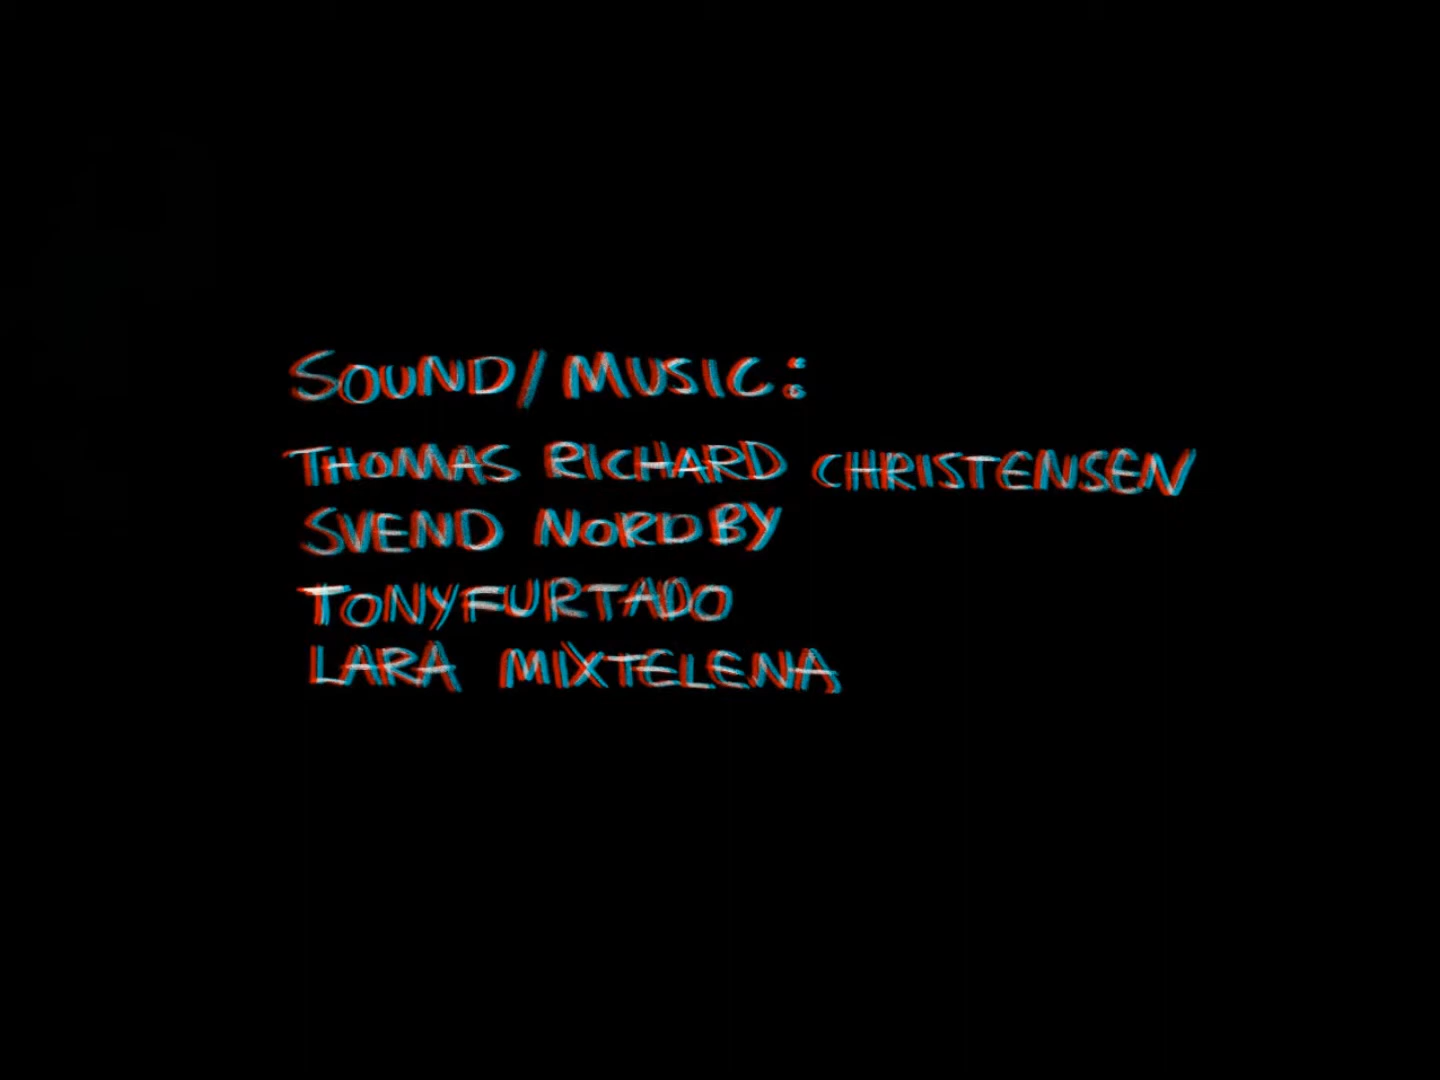 SOUND/MUSIC:
THOMAS RICHARD CHRISTENSEN
SVEND NORDBY
TONYFURTADO
LARA MIXTELENA